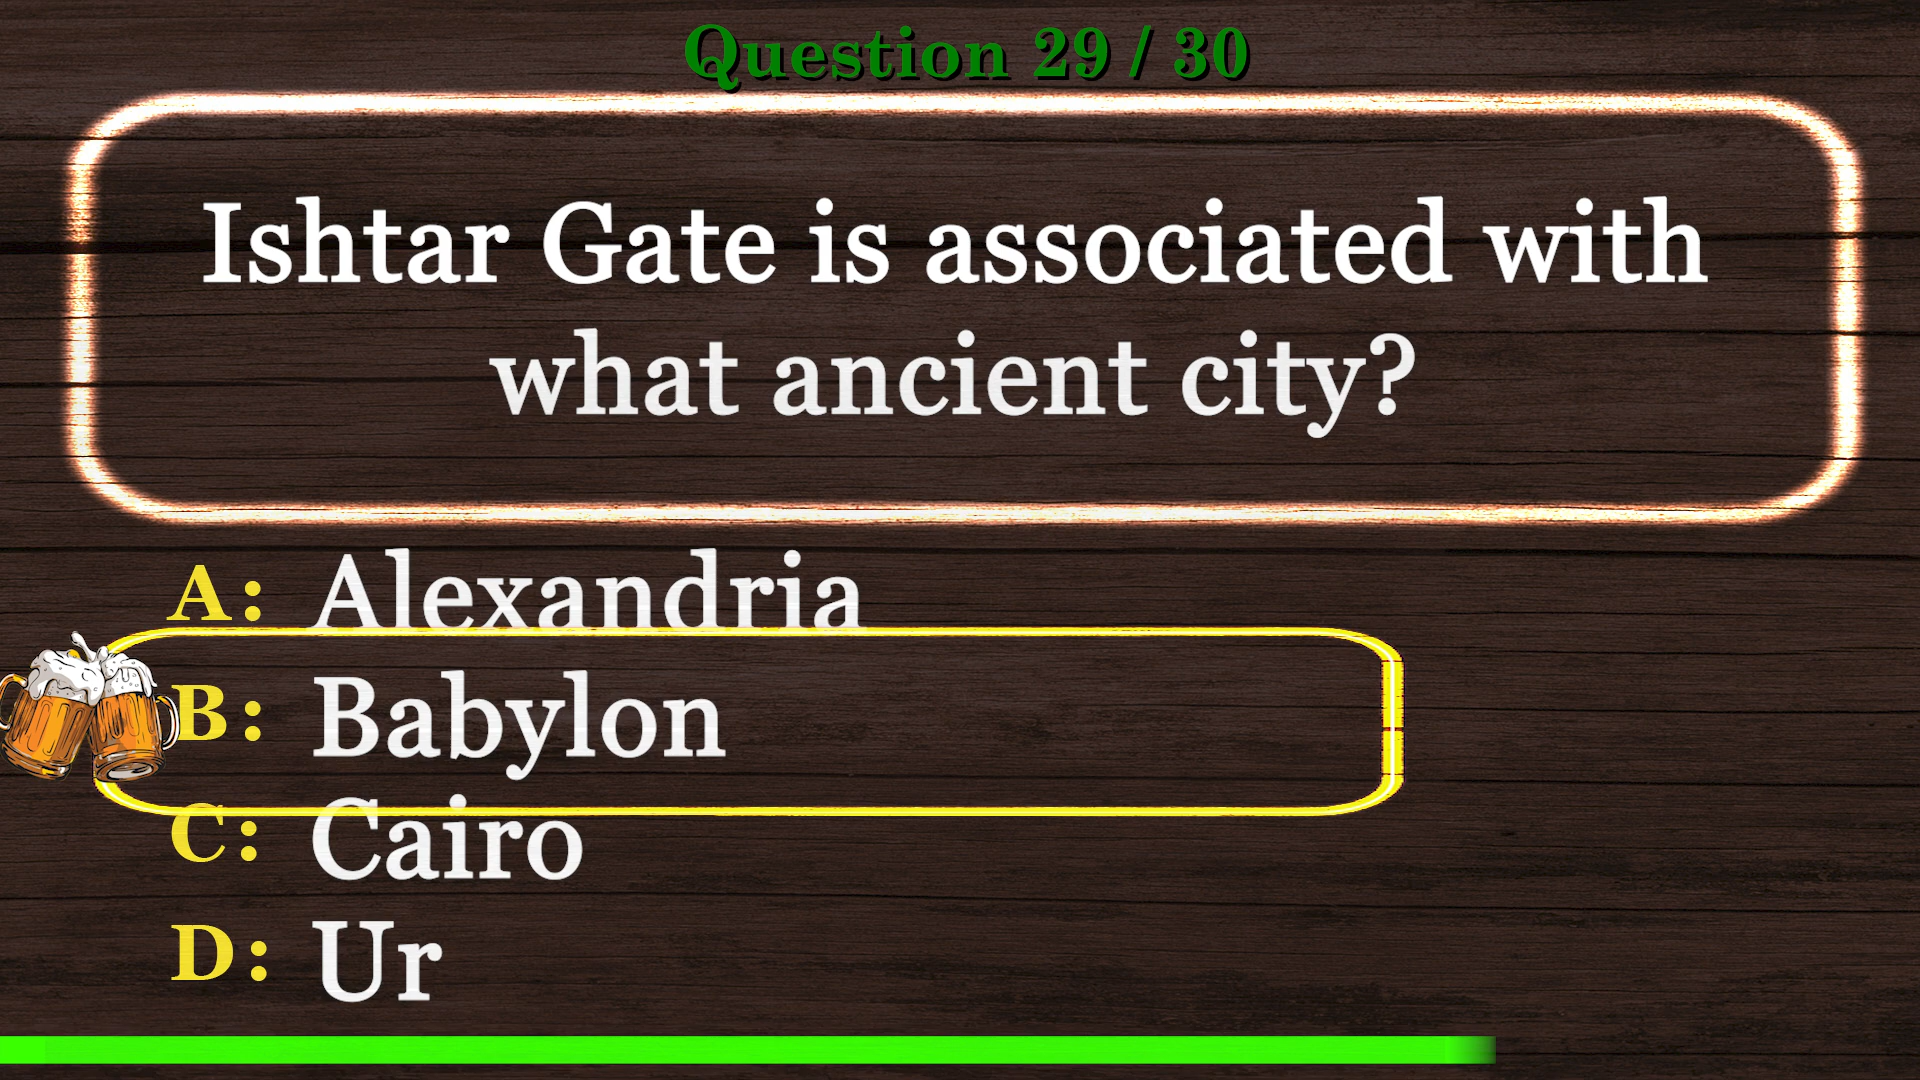 Question 29 / 30
Ishtar Gate is associated with
what ancient city?
A: Alexandria
B: Babylon
C: Cairo
D: Ur